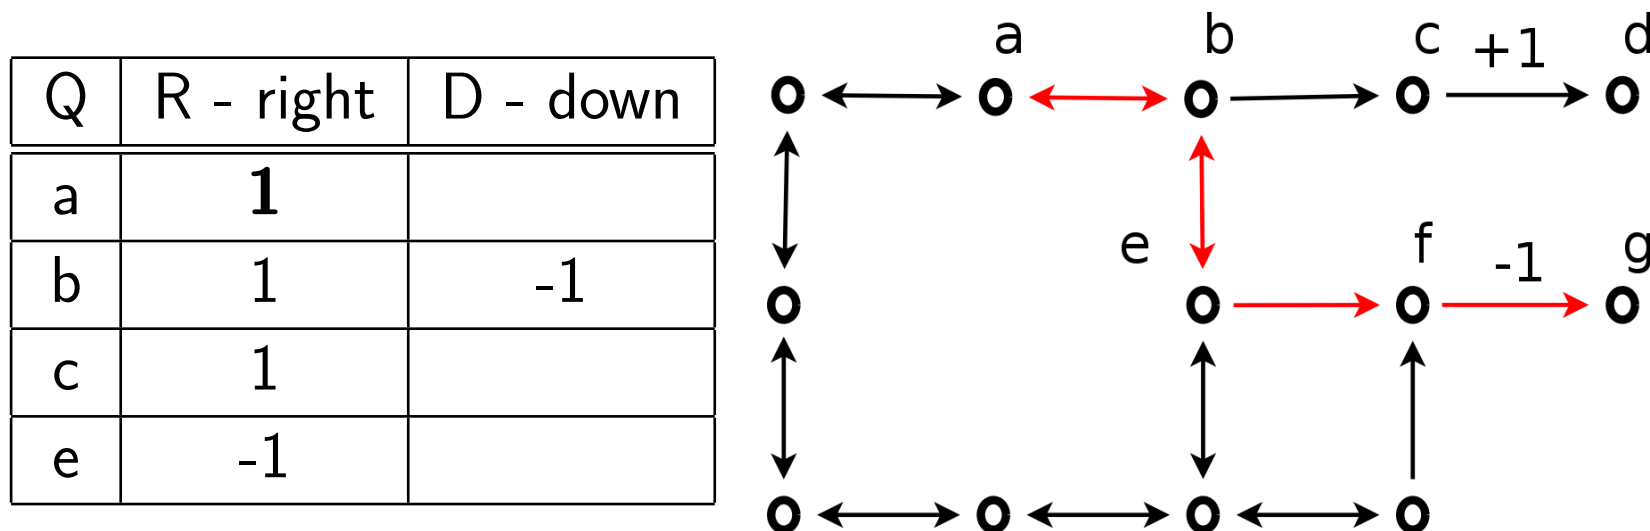 Q R - right D - down
a 1
b 1 -1
c 1
e -1
a b c +1 d
e f -1 g